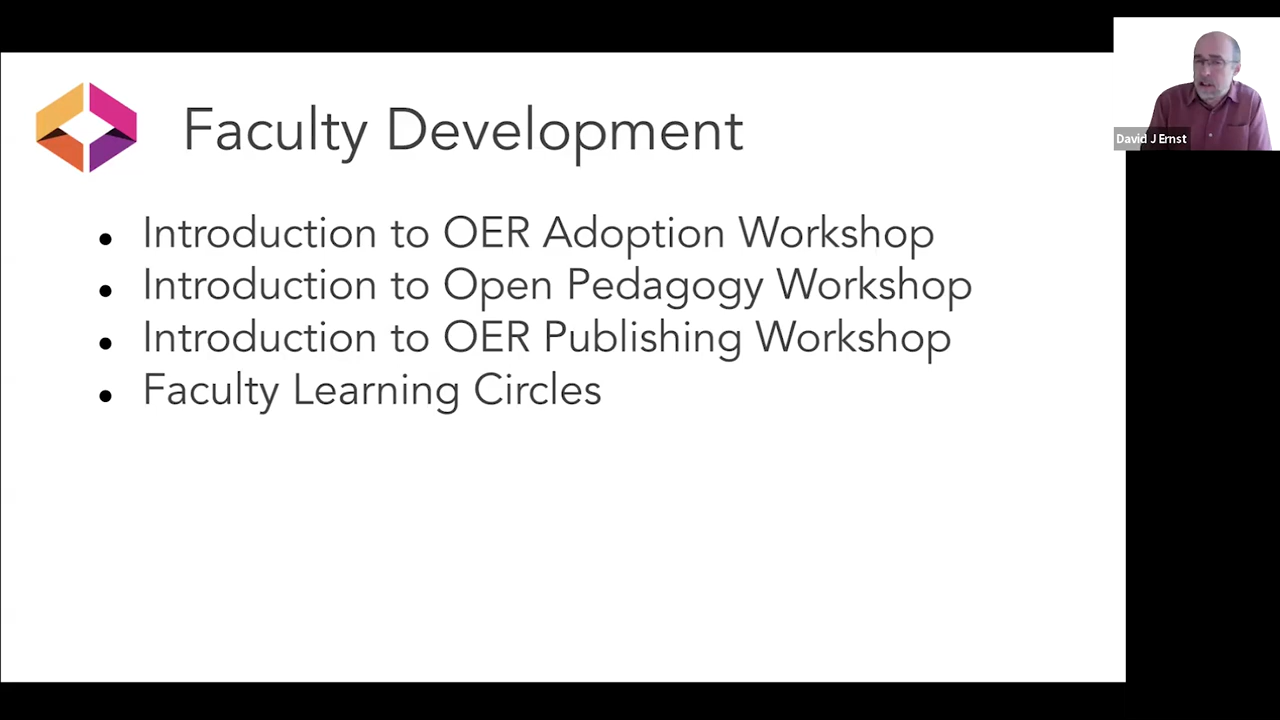 Faculty Development
David J Ernst
• Introduction to OER Adoption Workshop
• Introduction to Open Pedagogy Workshop
• Introduction to OER Publishing Workshop
• Faculty Learning Circles